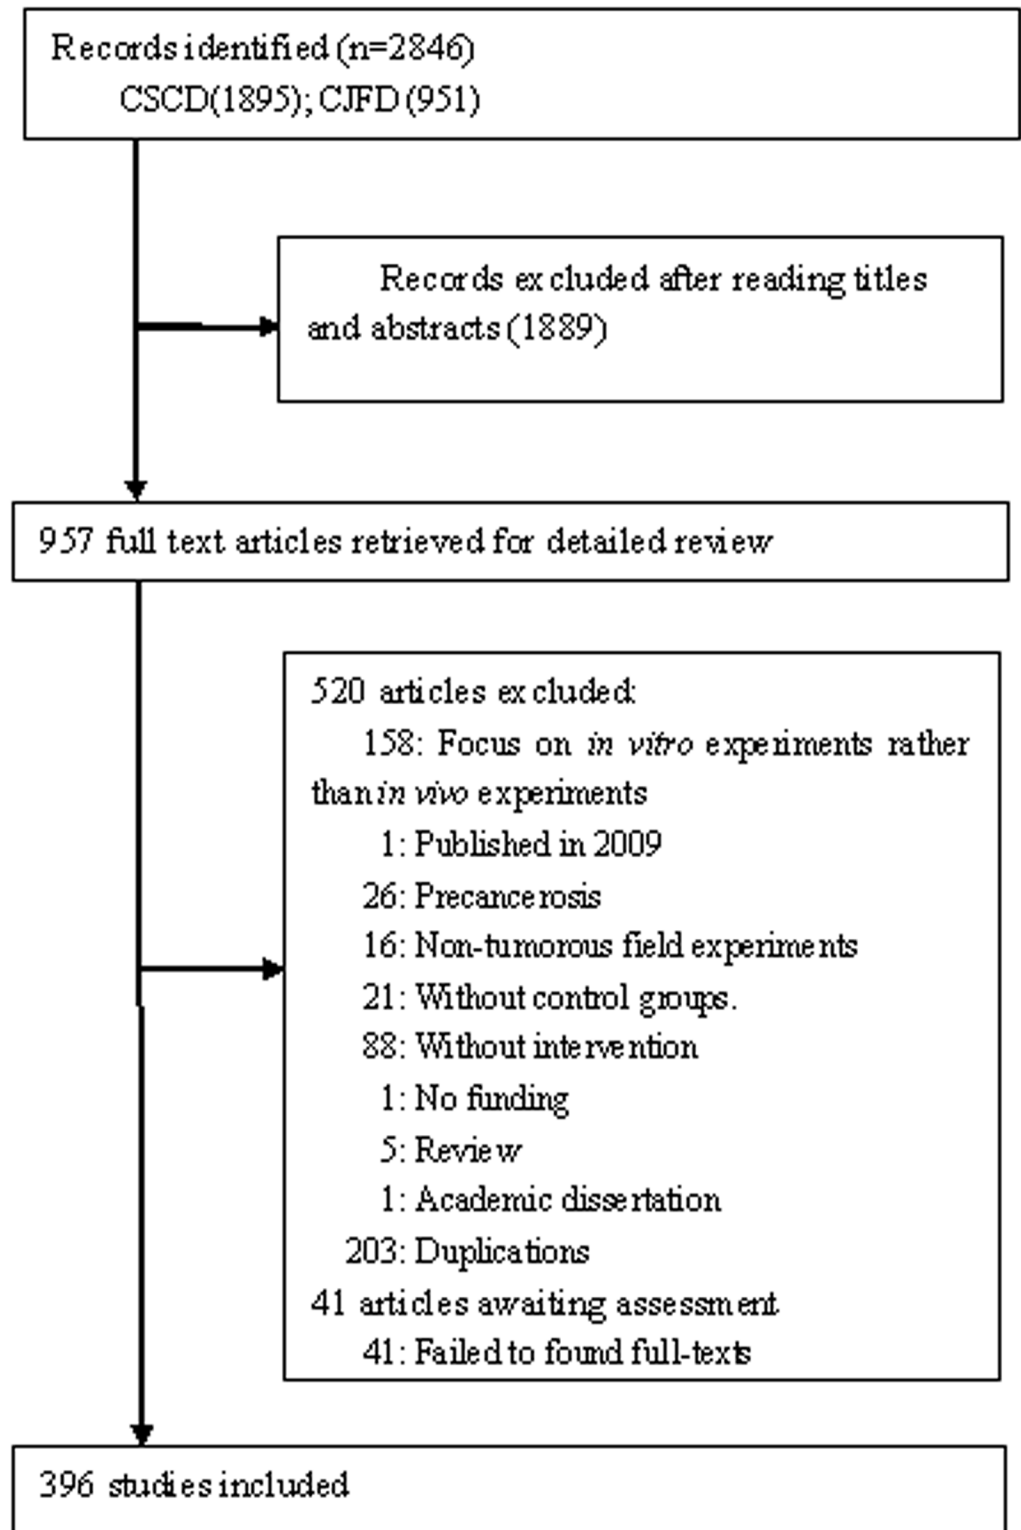 Records identified (n=2846)
CSCD(1895); CJFD (951)
Records excluded after reading titles
and abstracts (1889)
957 full text articles retrieved for detailed review
520 articles excluded:
158: Focus on in vitro experiments rather
than in vivo experiments
1: Published in 2009
26: Precancerosis
16: Non-tumorous field experiments
21: Without control groups.
88: Without intervention
1: No funding
5: Review
1: Academic dissertation
203: Duplications
41 articles awaiting assessment
41: Failed to found full-texts
396 studies included